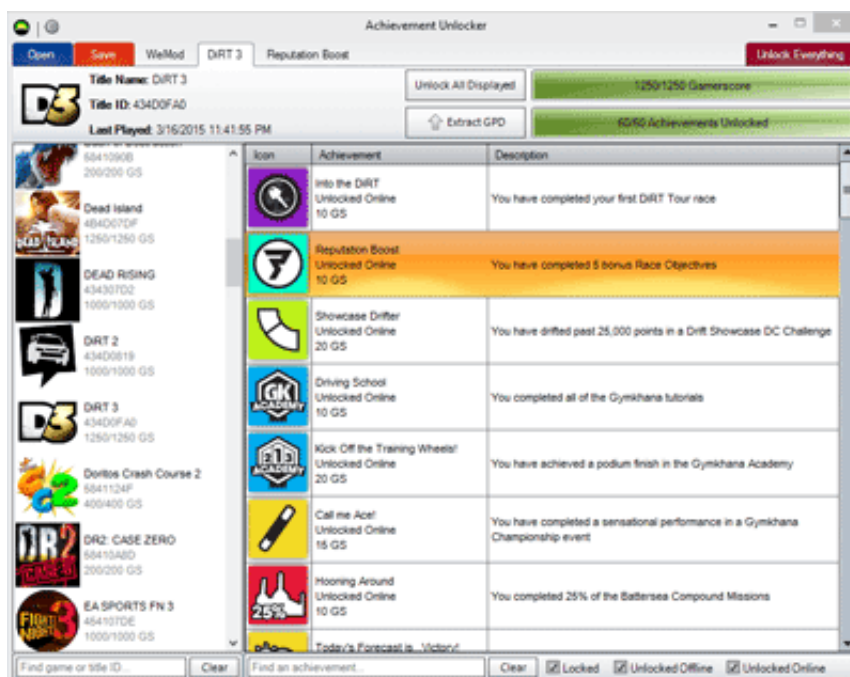 Achievement Unlocker
Open
Save
WeMod
DiRT 3
Reputation Boost
Unlock Everything
Title Name: DiRT 3
Title ID: 434D0FA0
Last Played: 3/16/2015 11:41:55 PM
Unlock All Displayed
Extract GPD
1250/1250 Gamerscore
60/60 Achievements Unlocked
5841090B
200/200 GS
Dead Island
4B4D07DF
1250/1250 GS
DEAD RISING
434307D2
1000/1000 GS
DiRT 2
434D0819
1000/1000 GS
DiRT 3
434D0FA0
1250/1250 GS
Doritos Crash Course 2
5841124F
400/400 GS
DR2: CASE ZERO
58410A8D
200/200 GS
EA SPORTS FN 3
464107DE
1000/1000 GS
Find game or title ID...
Clear
Icon
Achievement
Description
Into the DiRT
Unlocked Online
10 GS
You have completed your first DiRT Tour race
Reputation Boost
Unlocked Online
10 GS
You have completed 5 bonus Race Objectives
Showcase Drifter
Unlocked Online
20 GS
You have drifted past 25,000 points in a Drift Showcase DC Challenge
GK
ACADEMY
Driving School
Unlocked Online
10 GS
You completed all of the Gymkhana tutorials
213
ACADEMY
Kick Off the Training Wheels!
Unlocked Online
20 GS
You have achieved a podium finish in the Gymkhana Academy
Call me Ace!
Unlocked Online
15 GS
You have completed a sensational performance in a Gymkhana
Championship event
25%
Hooning Around
Unlocked Online
10 GS
You completed 25% of the Battersea Compound Missions
Today's Forecast is...Victory!
Find an achievement...
Clear
Locked
Unlocked Offline
Unlocked Online